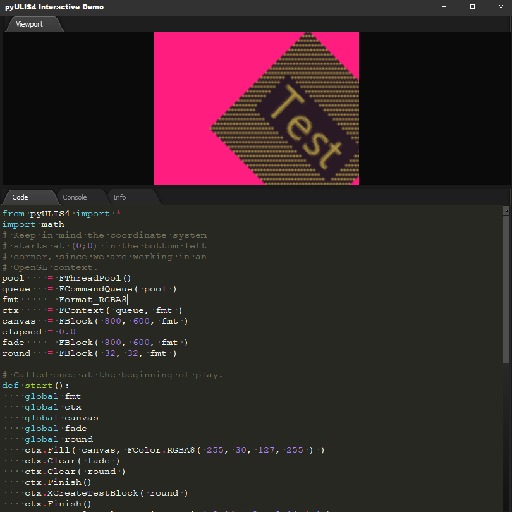 pyULIS4 Interactive Demo
Viewport
Test
Code Console Info
from pyULIS4 import *
import math
# Keep in mind the coordinate system
# starts at (0;0) in the bottom left
# corner, since we are working in an
# OpenGL context.
pool = FThreadPool()
queue = FCommandQueue( pool )
fmt = Format_RGBA8
ctx = FContext( queue, fmt )
canvas = FBlock( 800, 600, fmt )
elapsed = 0.0
fade = FBlock( 800, 600, fmt )
round = FBlock( 32, 32, fmt )
# Called once at the beginning of play.
def start():
global fmt
global ctx
global canvas
global fade
global round
ctx.Fill( canvas, FColor.RGBA8( 255, 30, 127, 255 ) )
ctx.Clear( fade )
ctx.Clear( round )
ctx.Finish()
ctx.XCreateTestBlock( round )
ctx.Finish()